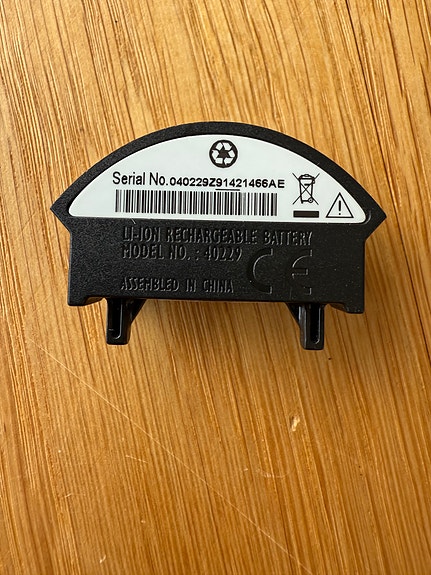 Serial No.040229Z91421466AE
LI-ION RECHARGEABLE BATTERY
MODEL NO. : 40229
CE
ASSEMBLED IN CHINA